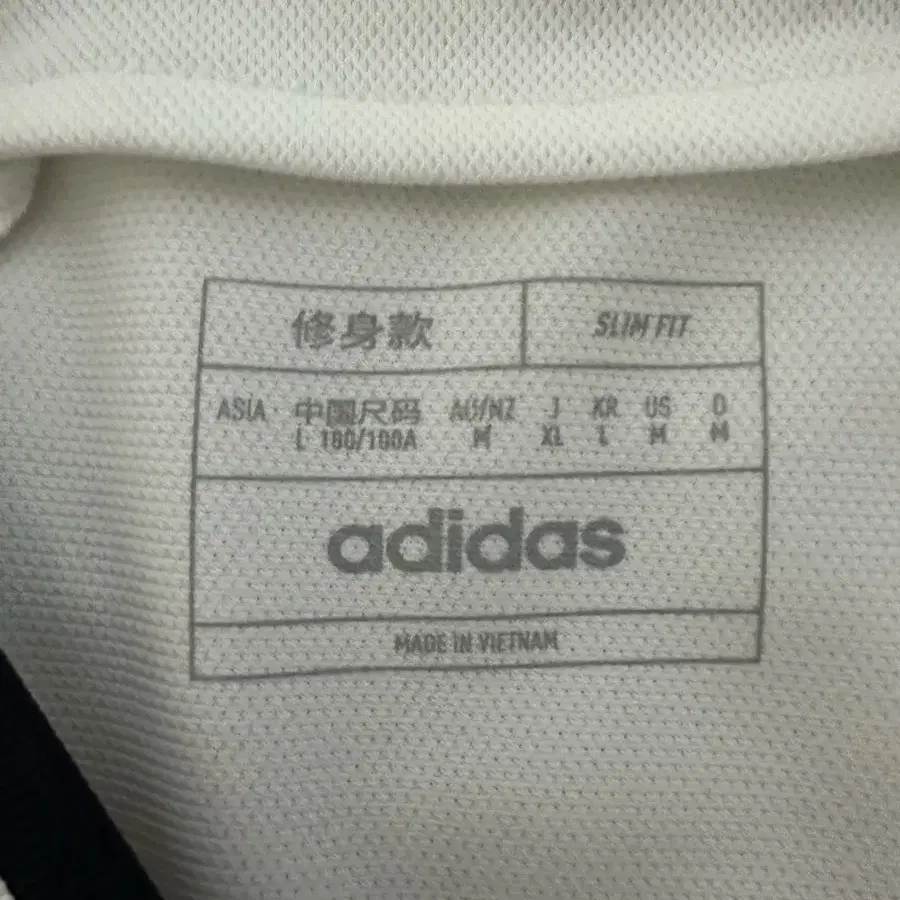 修身款 SLIM FIT
ASIA 中国尺码 AU/NZ J KR US D
L 180/100A M XL L M M
adidas
MADE IN VIETNAM